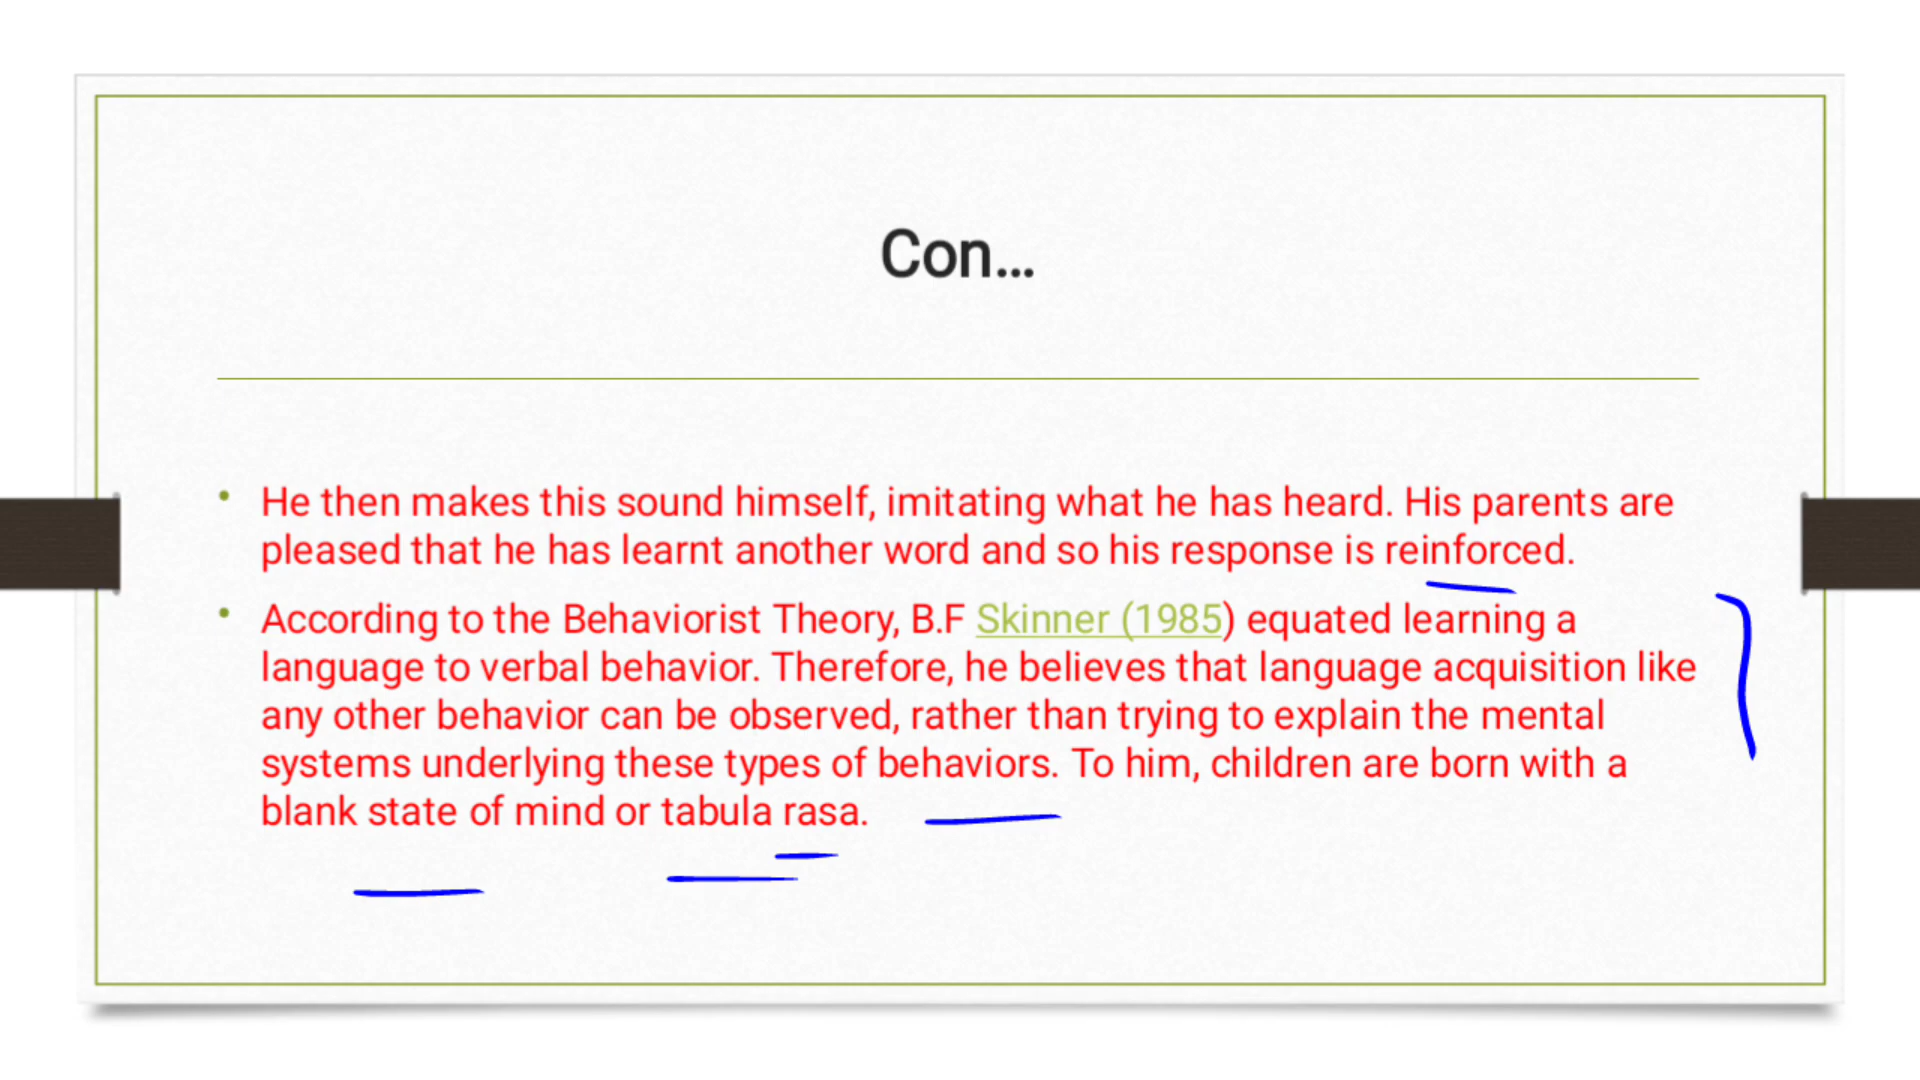 Con...
• He then makes this sound himself, imitating what he has heard. His parents are
pleased that he has learnt another word and so his response is reinforced.
• According to the Behaviorist Theory, B.F Skinner (1985) equated learning a
language to verbal behavior. Therefore, he believes that language acquisition like
any other behavior can be observed, rather than trying to explain the mental
systems underlying these types of behaviors. To him, children are born with a
blank state of mind or tabula rasa.